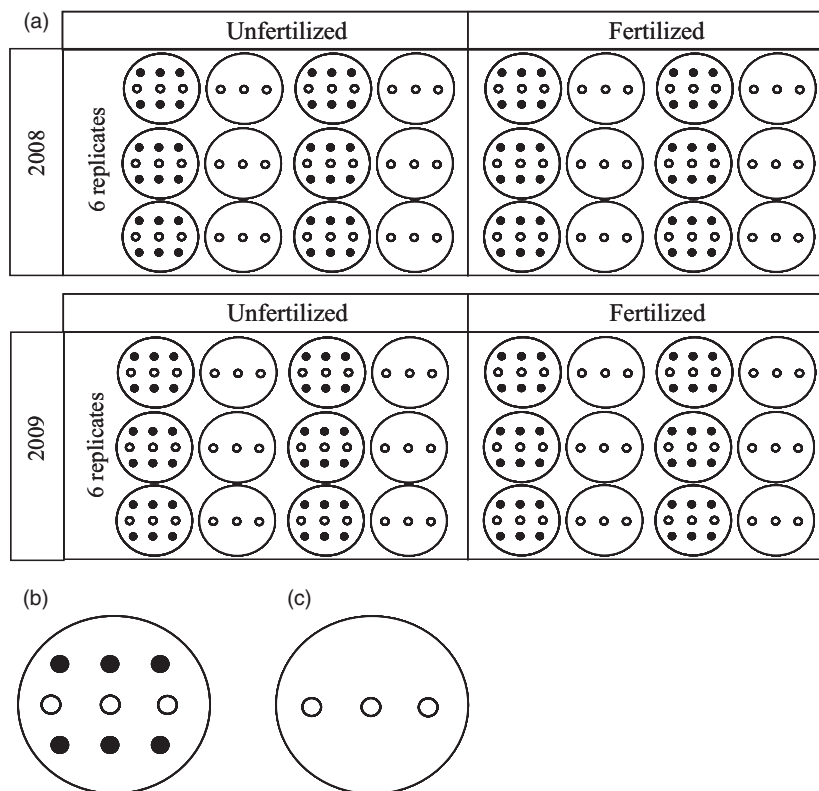 (a)
Unfertilized
Fertilized
2008
6 replicates
Unfertilized
Fertilized
2009
6 replicates
(b)
(c)